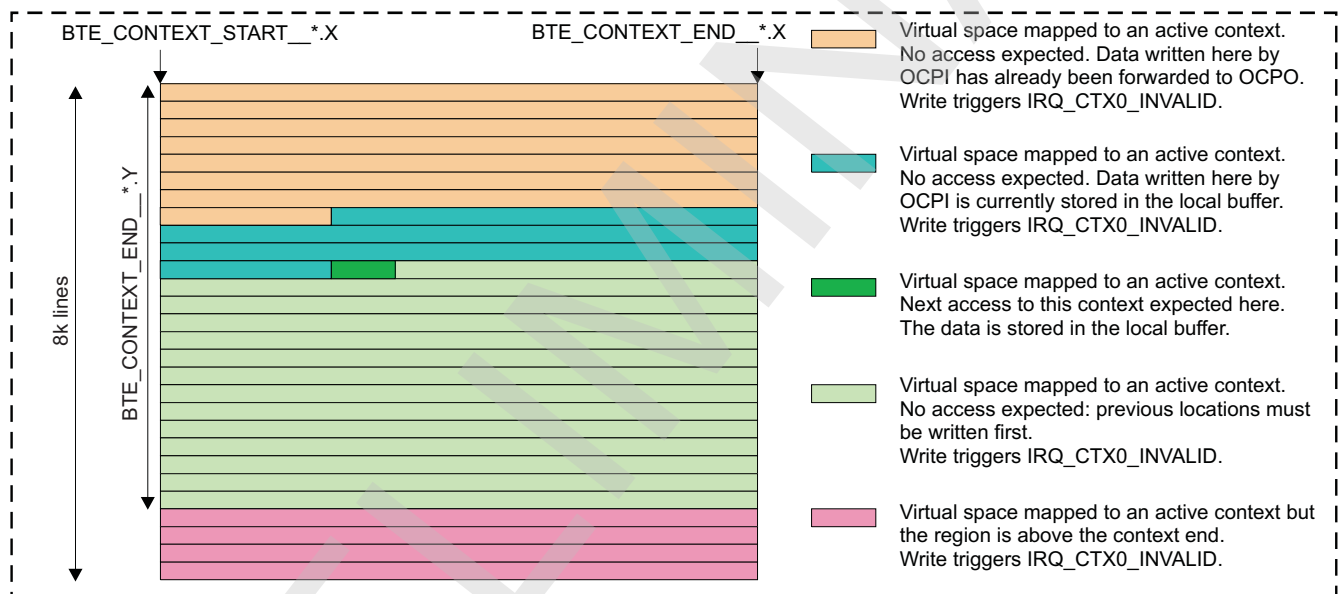 BTE_CONTEXT_START__*.X
BTE_CONTEXT_END__*.X
8k lines
BTE_CONTEXT_END__*.Y
Virtual space mapped to an active context.
No access expected. Data written here by
OCPI has already been forwarded to OCPO.
Write triggers IRQ_CTX0_INVALID.
Virtual space mapped to an active context.
No access expected. Data written here by
OCPI is currently stored in the local buffer.
Write triggers IRQ_CTX0_INVALID.
Virtual space mapped to an active context.
Next access to this context expected here.
The data is stored in the local buffer.
Virtual space mapped to an active context.
No access expected: previous locations must
be written first.
Write triggers IRQ_CTX0_INVALID.
Virtual space mapped to an active context but
the region is above the context end.
Write triggers IRQ_CTX0_INVALID.